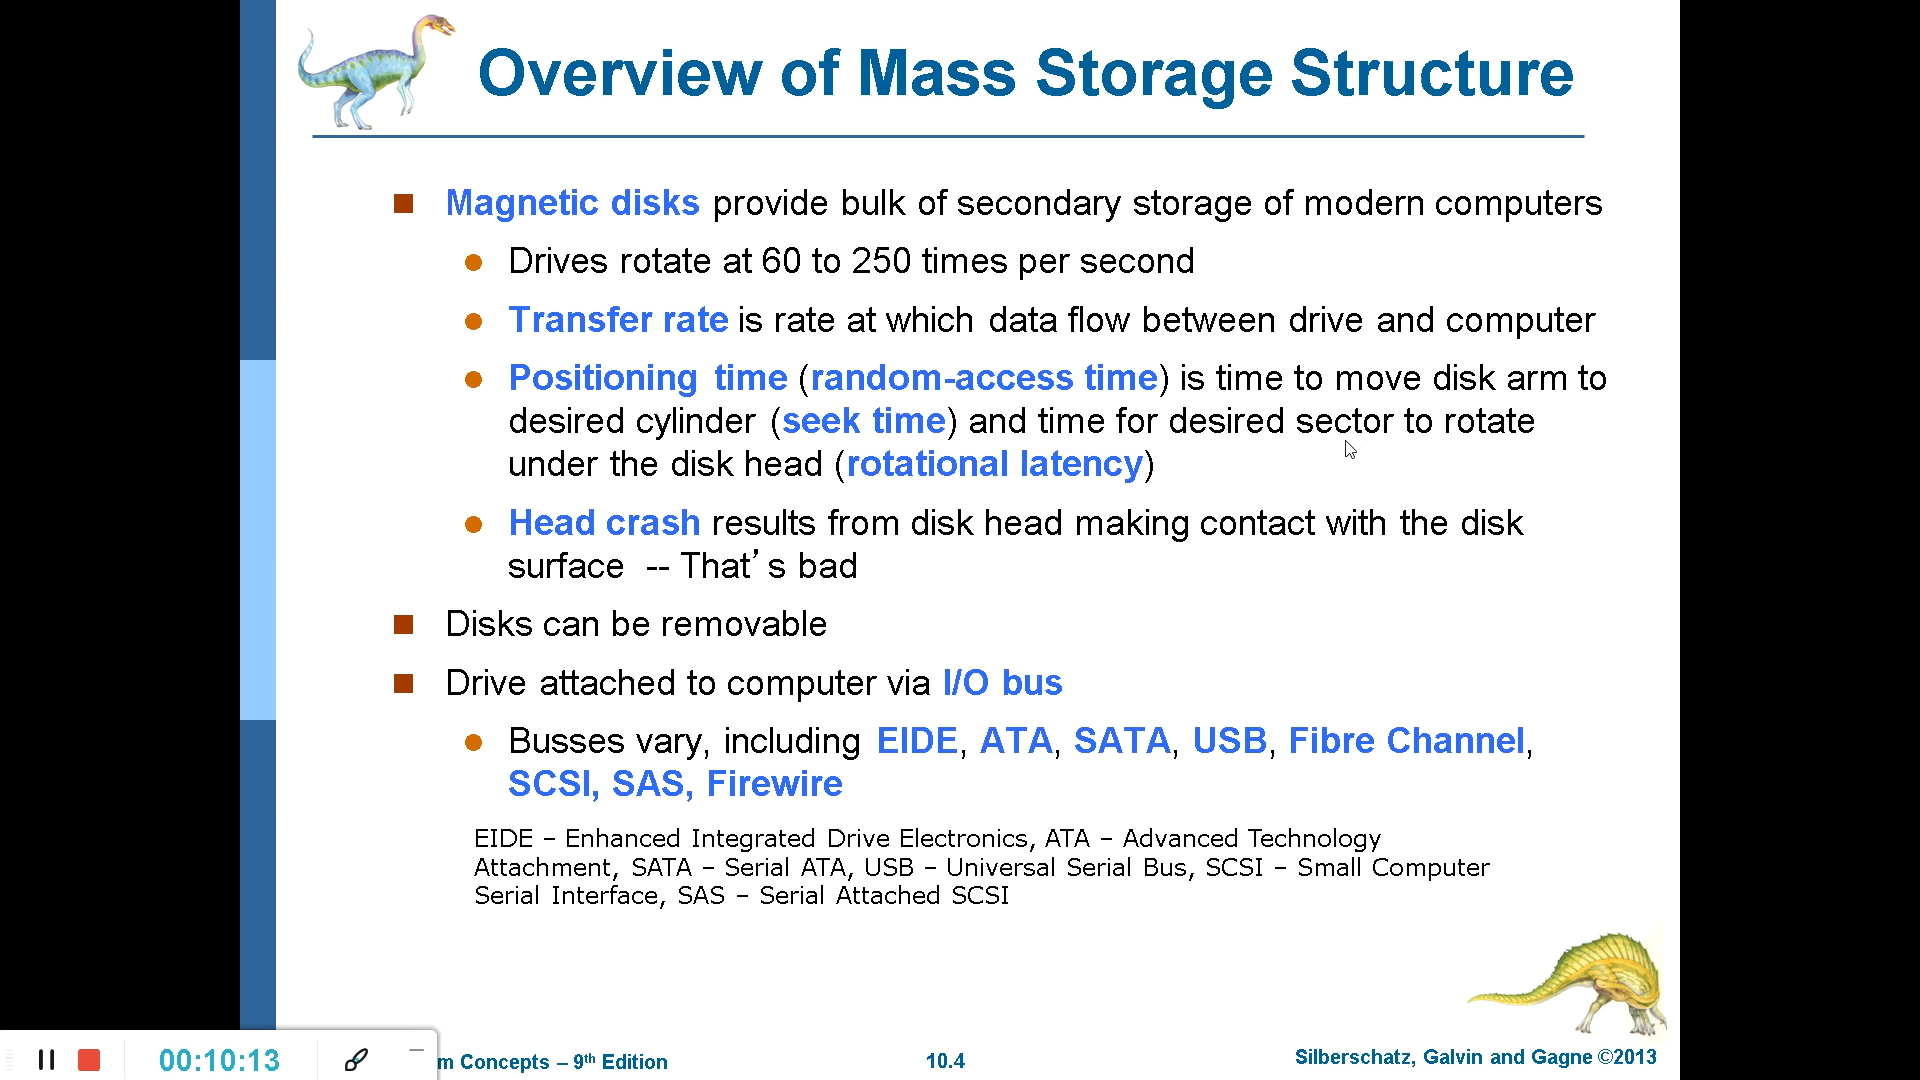 Overview of Mass Storage Structure
Magnetic disks provide bulk of secondary storage of modern computers
Drives rotate at 60 to 250 times per second
Transfer rate is rate at which data flow between drive and computer
Positioning time (random-access time) is time to move disk arm to
desired cylinder (seek time) and time for desired sector to rotate
under the disk head (rotational latency)
Head crash results from disk head making contact with the disk
surface -- That’s bad
Disks can be removable
Drive attached to computer via I/O bus
Busses vary, including EIDE, ATA, SATA, USB, Fibre Channel,
SCSI, SAS, Firewire
EIDE – Enhanced Integrated Drive Electronics, ATA – Advanced Technology
Attachment, SATA – Serial ATA, USB – Universal Serial Bus, SCSI – Small Computer
Serial Interface, SAS – Serial Attached SCSI
00:10:13
m Concepts – 9th Edition
10.4
Silberschatz, Galvin and Gagne ©2013